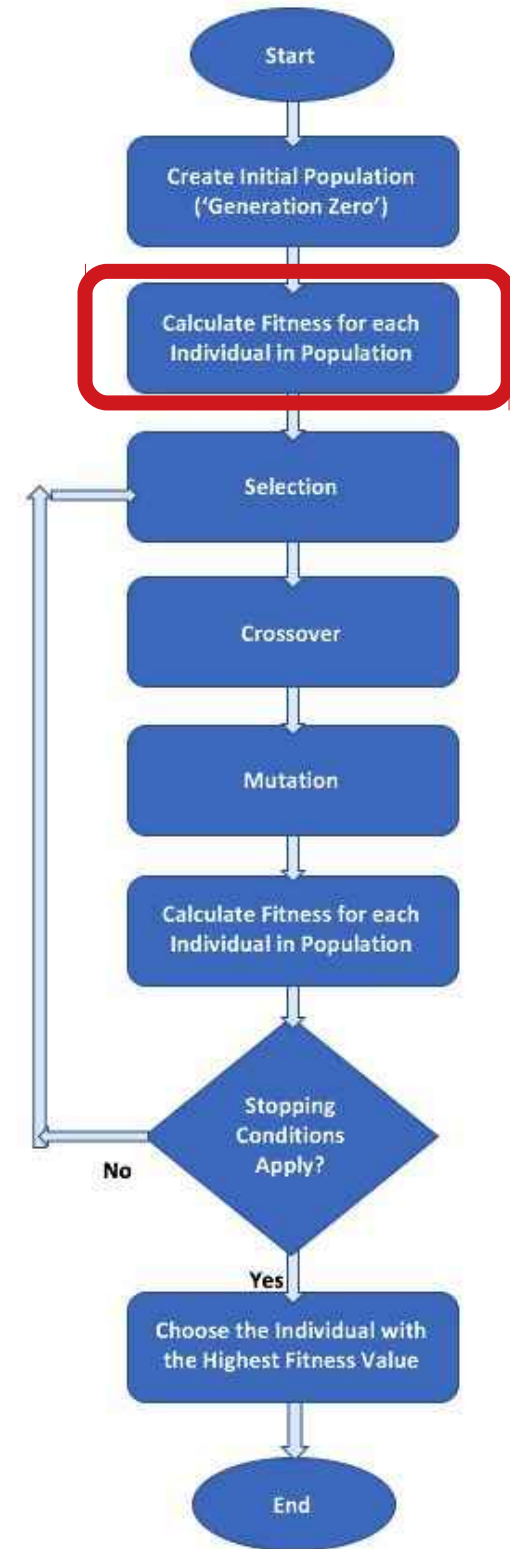 Start
Create Initial Population
(‘Generation Zero’)
Calculate Fitness for each
Individual in Population
Selection
Crossover
Mutation
Calculate Fitness for each
Individual in Population
Stopping
Conditions
Apply?
No
Yes
Choose the Individual with
the Highest Fitness Value
End